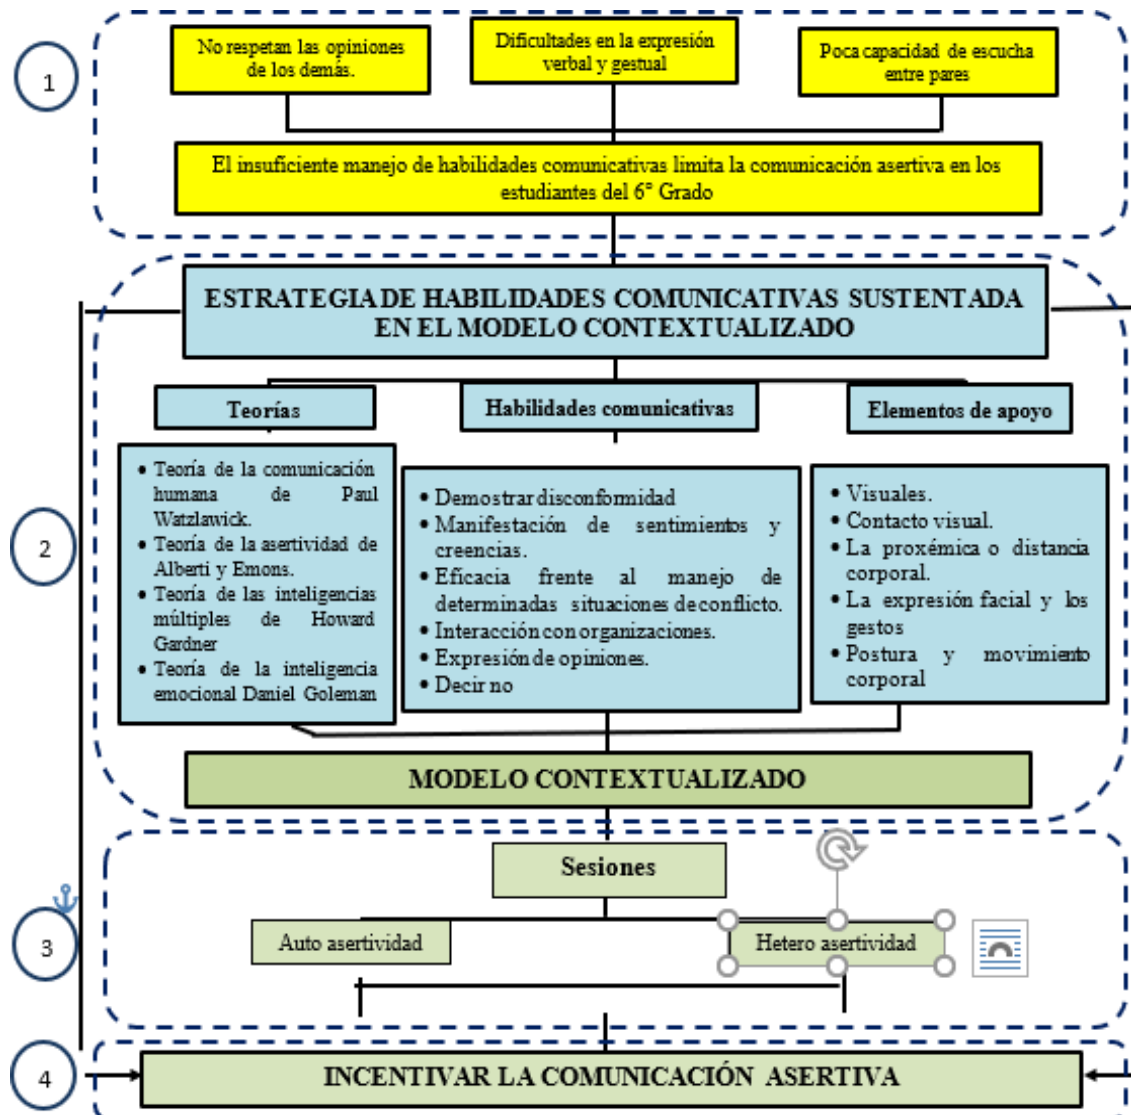 1
No respetan las opiniones
de los demás.
Dificultades en la expresión
verbal y gestual
Poca capacidad de escucha
entre pares
El insuficiente manejo de habilidades comunicativas limita la comunicación asertiva en los
estudiantes del 6° Grado
2
ESTRATEGIA DE HABILIDADES COMUNICATIVAS SUSTENTADA
EN EL MODELO CONTEXTUALIZADO
Teorías
• Teoría de la comunicación
humana de Paul
Watzlawick.
• Teoría de la asertividad de
Alberti y Emons.
• Teoría de las inteligencias
múltiples de Howard
Gardner
• Teoría de la inteligencia
emocional Daniel Goleman
Habilidades comunicativas
• Demostrar disconformidad
• Manifestación de sentimientos y
creencias.
• Eficacia frente al manejo de
determinadas situaciones de conflicto.
• Interacción con organizaciones.
• Expresión de opiniones.
• Decir no
Elementos de apoyo
• Visuales.
• Contacto visual.
• La proxémica o distancia
corporal.
• La expresión facial y los
gestos
• Postura y movimiento
corporal
MODELO CONTEXTUALIZADO
3
Sesiones
Auto asertividad
Hetero asertividad
4
INCENTIVAR LA COMUNICACIÓN ASERTIVA